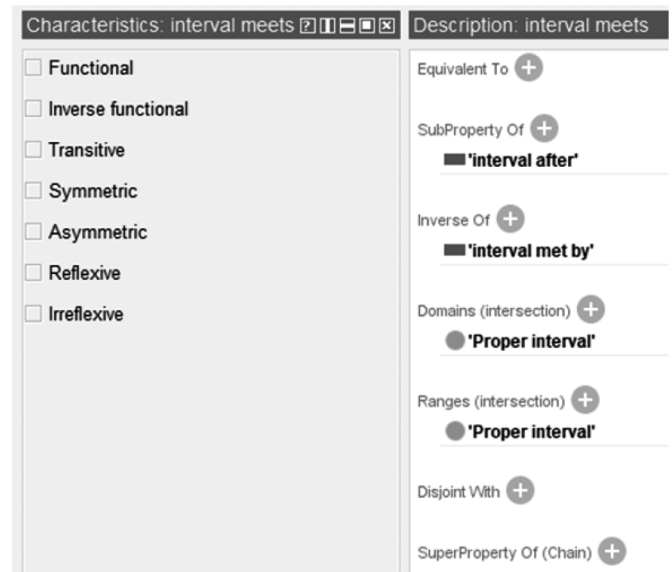 Characteristics: interval meets
Functional
Inverse functional
Transitive
Symmetric
Asymmetric
Reflexive
Irreflexive
Description: interval meets
Equivalent To
SubProperty Of
'interval after'
Inverse Of
'interval met by'
Domains (intersection)
'Proper interval'
Ranges (intersection)
'Proper interval'
Disjoint With
SuperProperty Of (Chain)